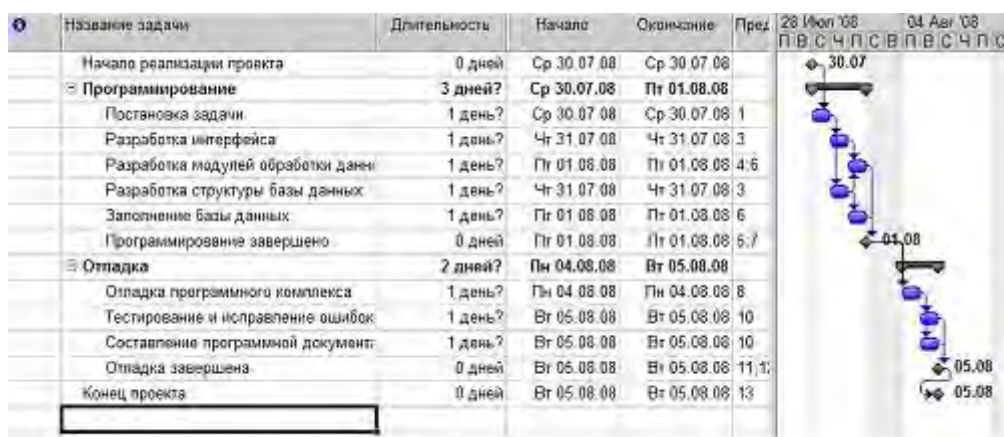 Название задачи Длительность Начало Окончание Пред 28 Июл '08 04 Авг '08
П В С Ч П С В П В С Ч П С
Начало реализации проекта 0 дней Ср 30.07.08 Ср 30.07.08 30.07
Программирование 3 дней? Ср 30.07.08 Пт 01.08.08
Постановка задачи 1 день? Ср 30.07.08 Ср 30.07.08 1
Разработка интерфейса 1 день? Чт 31.07.08 Чт 31.07.08 3
Разработка модулей обработки данн 1 день? Пт 01.08.08 Пт 01.08.08 4;6
Разработка структуры базы данных 1 день? Чт 31.07.08 Чт 31.07.08 3
Заполнение базы данных 1 день? Пт 01.08.08 Пт 01.08.08 6
Программирование завершено 0 дней Пт 01.08.08 Пт 01.08.08 5;7 01.08
Отладка 2 дней? Пн 04.08.08 Вт 05.08.08
Отладка программного комплекса 1 день? Пн 04.08.08 Пн 04.08.08 8
Тестирование и исправление ошибок 1 день? Вт 05.08.08 Вт 05.08.08 10
Составление программной документ 1 день? Вт 05.08.08 Вт 05.08.08 10
Отладка завершена 0 дней Вт 05.08.08 Вт 05.08.08 11;1 05.08
Конец проекта 0 дней Вт 05.08.08 Вт 05.08.08 13 05.08